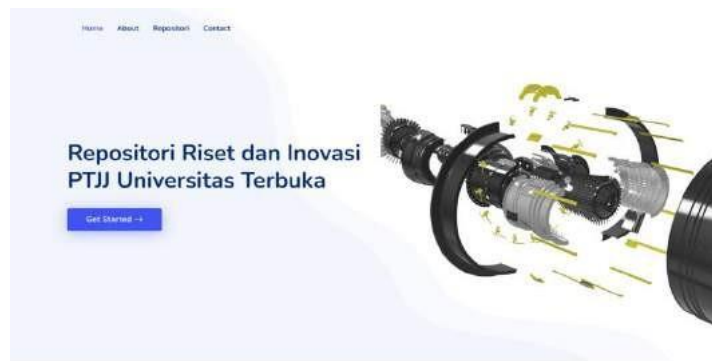 Home About Repositori Contact
Repositori Riset dan Inovasi
PTJJ Universitas Terbuka
Get Started →